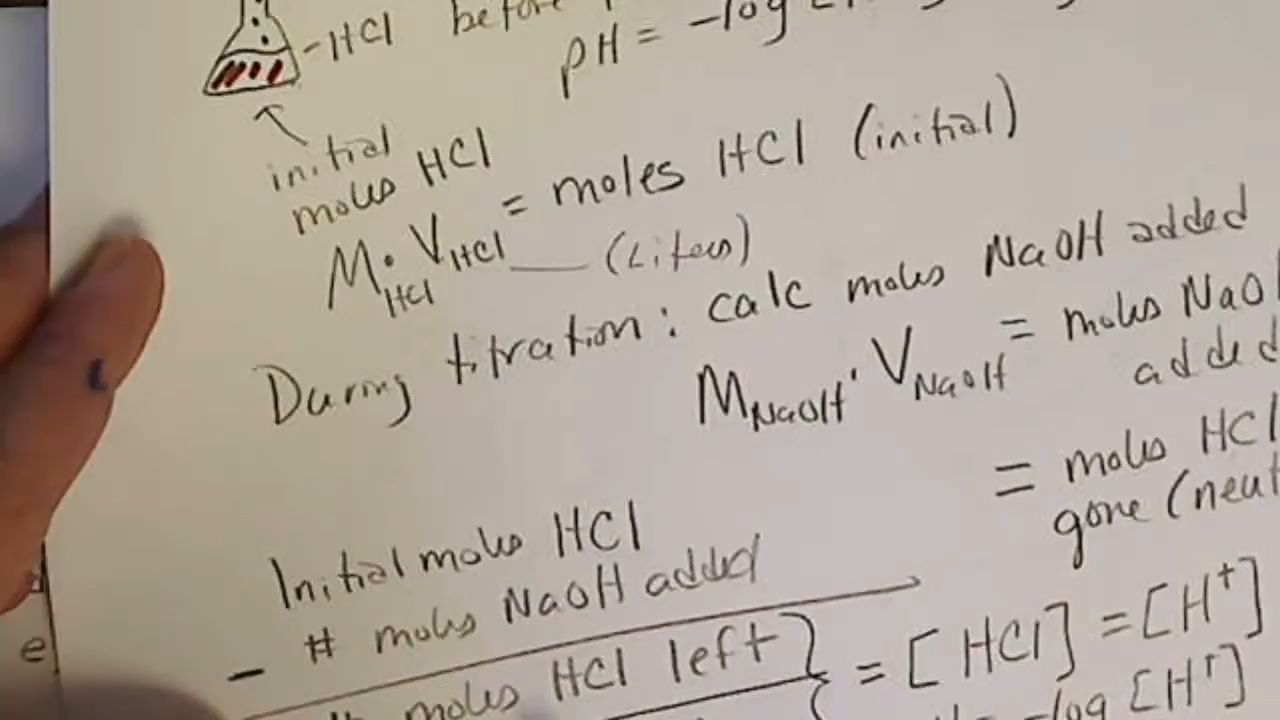 -HCl before
pH = -log
initial
moles HCl
M HCl · V HCl = moles HCl (initial)
(Liters)
During titration: calc moles NaOH added
M NaOH · V NaOH = moles NaO
added
= moles HCl
gone (neut
Initial moles HCl
- # moles NaOH added
moles HCl left } = [HCl] = [H⁺]
= -log [H⁺]
e